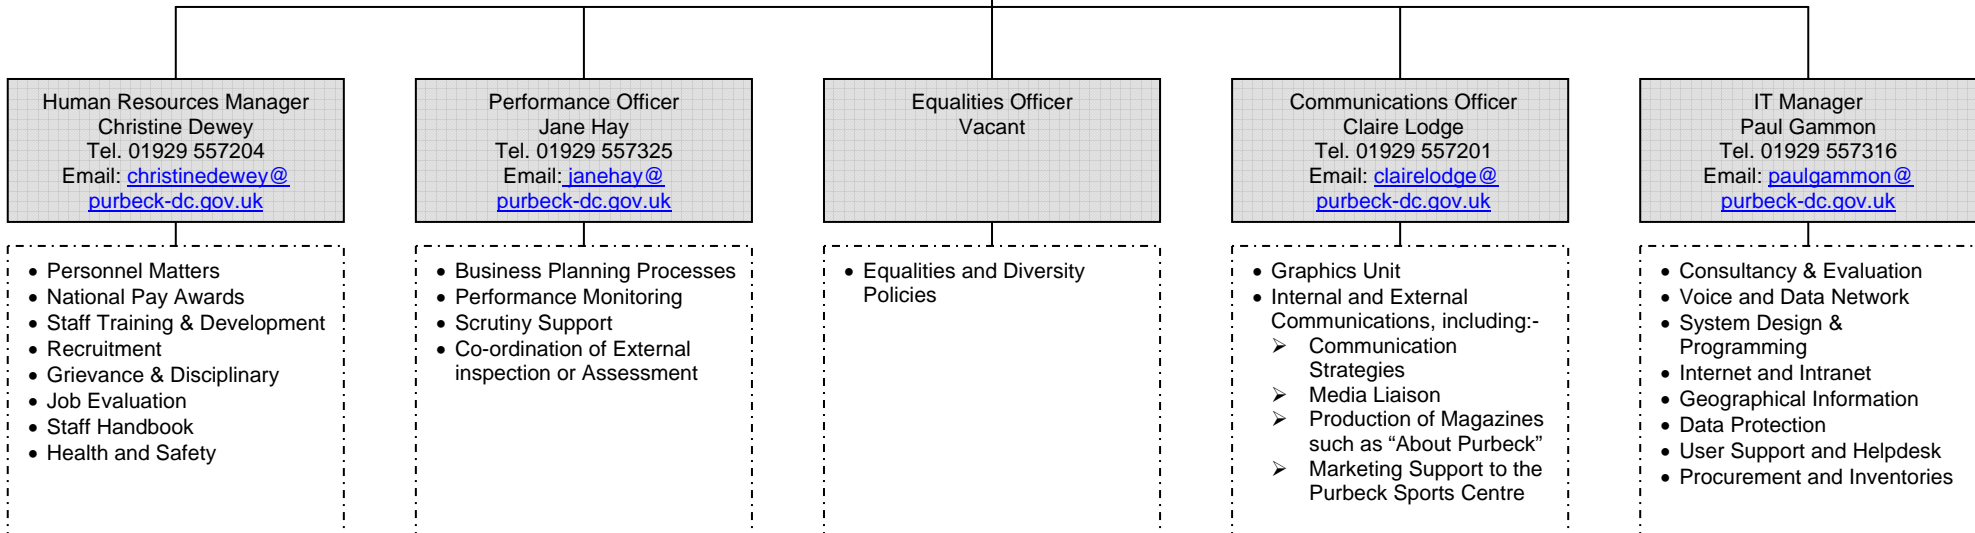 Human Resources Manager
Christine Dewey
Tel. 01929 557204
Email: christinedewey@
purbeck-dc.gov.uk
• Personnel Matters
• National Pay Awards
• Staff Training & Development
• Recruitment
• Grievance & Disciplinary
• Job Evaluation
• Staff Handbook
• Health and Safety
Performance Officer
Jane Hay
Tel. 01929 557325
Email: janehay@
purbeck-dc.gov.uk
• Business Planning Processes
• Performance Monitoring
• Scrutiny Support
• Co-ordination of External
inspection or Assessment
Equalities Officer
Vacant
• Equalities and Diversity
Policies
Communications Officer
Claire Lodge
Tel. 01929 557201
Email: clairelodge@
purbeck-dc.gov.uk
• Graphics Unit
• Internal and External
Communications, including:-
➢ Communication
Strategies
➢ Media Liaison
➢ Production of Magazines
such as “About Purbeck”
➢ Marketing Support to the
Purbeck Sports Centre
IT Manager
Paul Gammon
Tel. 01929 557316
Email: paulgammon@
purbeck-dc.gov.uk
• Consultancy & Evaluation
• Voice and Data Network
• System Design &
Programming
• Internet and Intranet
• Geographical Information
• Data Protection
• User Support and Helpdesk
• Procurement and Inventories